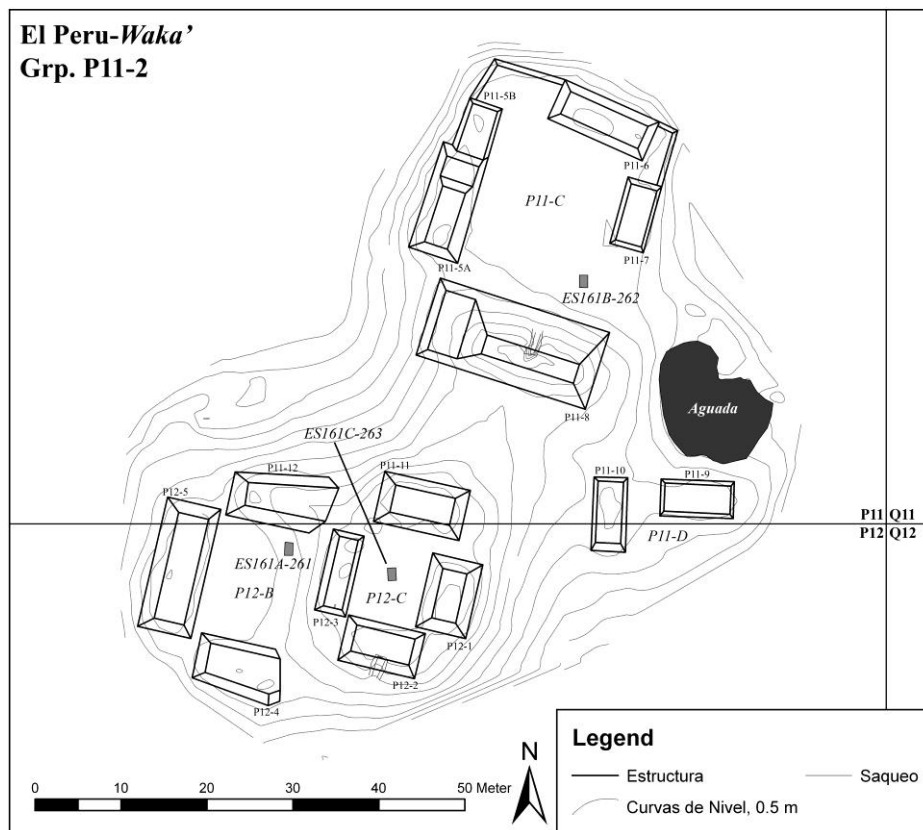 El Peru-Waka’
Grp. P11-2
P11-5B
P11-6
P11-C
P11-7
P11-5A
ES161B-262
P11-8
Aguada
ES161C-263
P11-12
P11-11
P11-10
P11-9
P12-5
P11 Q11
P12 Q12
P11-D
ES161A-261
P12-B
P12-C
P12-3
P12-1
P12-2
P12-4
N
0 10 20 30 40 50 Meter
Legend
Estructura
Saqueo
Curvas de Nivel, 0.5 m